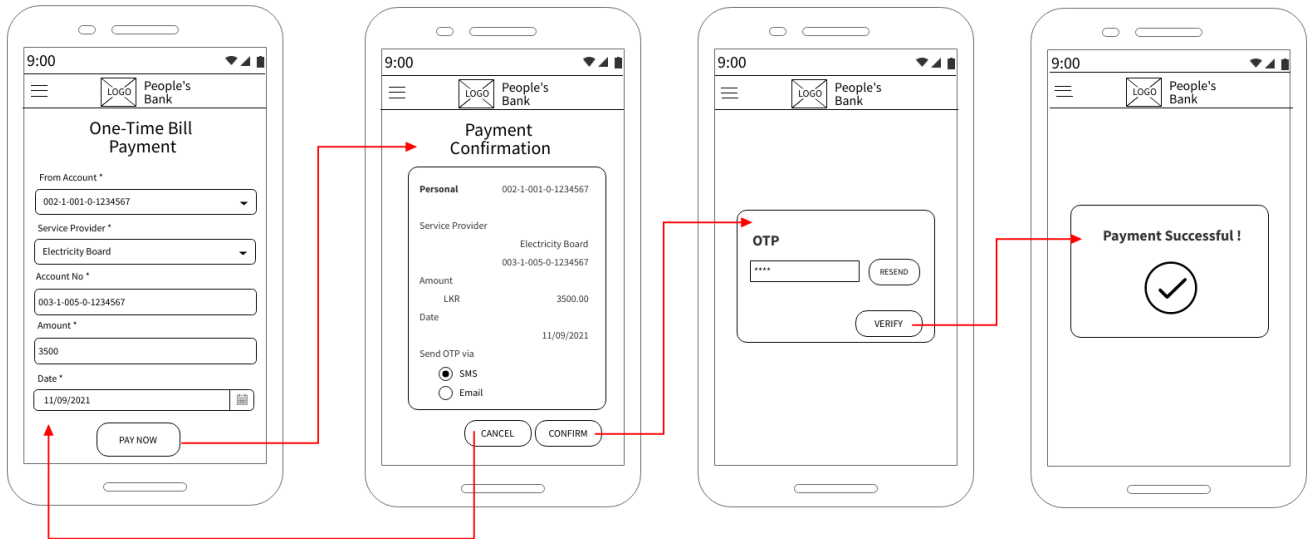 9:00
LOGO
People's
Bank
One-Time Bill
Payment
From Account *
002-1-001-0-1234567
Service Provider *
Electricity Board
Account No *
003-1-005-0-1234567
Amount *
3500
Date *
11/09/2021
PAY NOW
9:00
LOGO
People's
Bank
Payment
Confirmation
Personal 002-1-001-0-1234567
Service Provider
Electricity Board
003-1-005-0-1234567
Amount
LKR 3500.00
Date
11/09/2021
Send OTP via
SMS
Email
CANCEL CONFIRM
9:00
LOGO
People's
Bank
OTP
**** RESEND
VERIFY
9:00
LOGO
People's
Bank
Payment Successful !